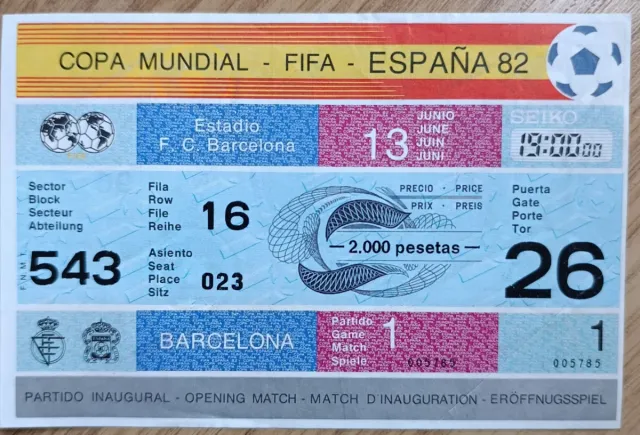 COPA MUNDIAL - FIFA - ESPAÑA 82
Estadio
F. C. Barcelona
13
JUNIO
JUNE
JUIN
JUNI
SEIKO
19:00 00
Sector
Block
Secteur
Abteilung
543
Fila
Row
File
Reihe
16
Asiento
Seat
Place
Sitz
023
PRECIO - PRICE
PRIX - PREIS
2.000 pesetas
Puerta
Gate
Porte
Tor
26
F N M T
BARCELONA
Partido
Game
Match
Spiele
1
005785
1
005785
PARTIDO INAUGURAL - OPENING MATCH - MATCH D INAUGURATION - ERÖFFNUGSSPIEL